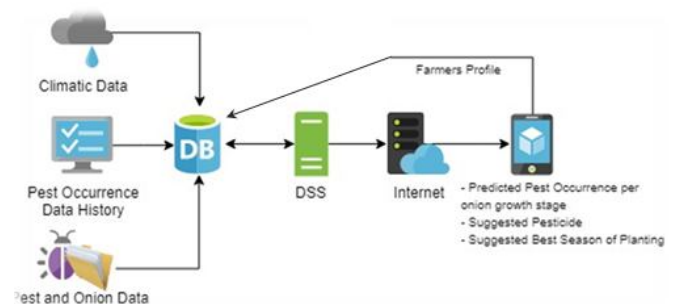 Climatic Data
Farmers Profile
DB
DSS
Internet
Pest Occurrence
Data History
- Predicted Pest Occurrence per
onion growth stage
- Suggested Pesticide
- Suggested Best Season of Planting
Pest and Onion Data